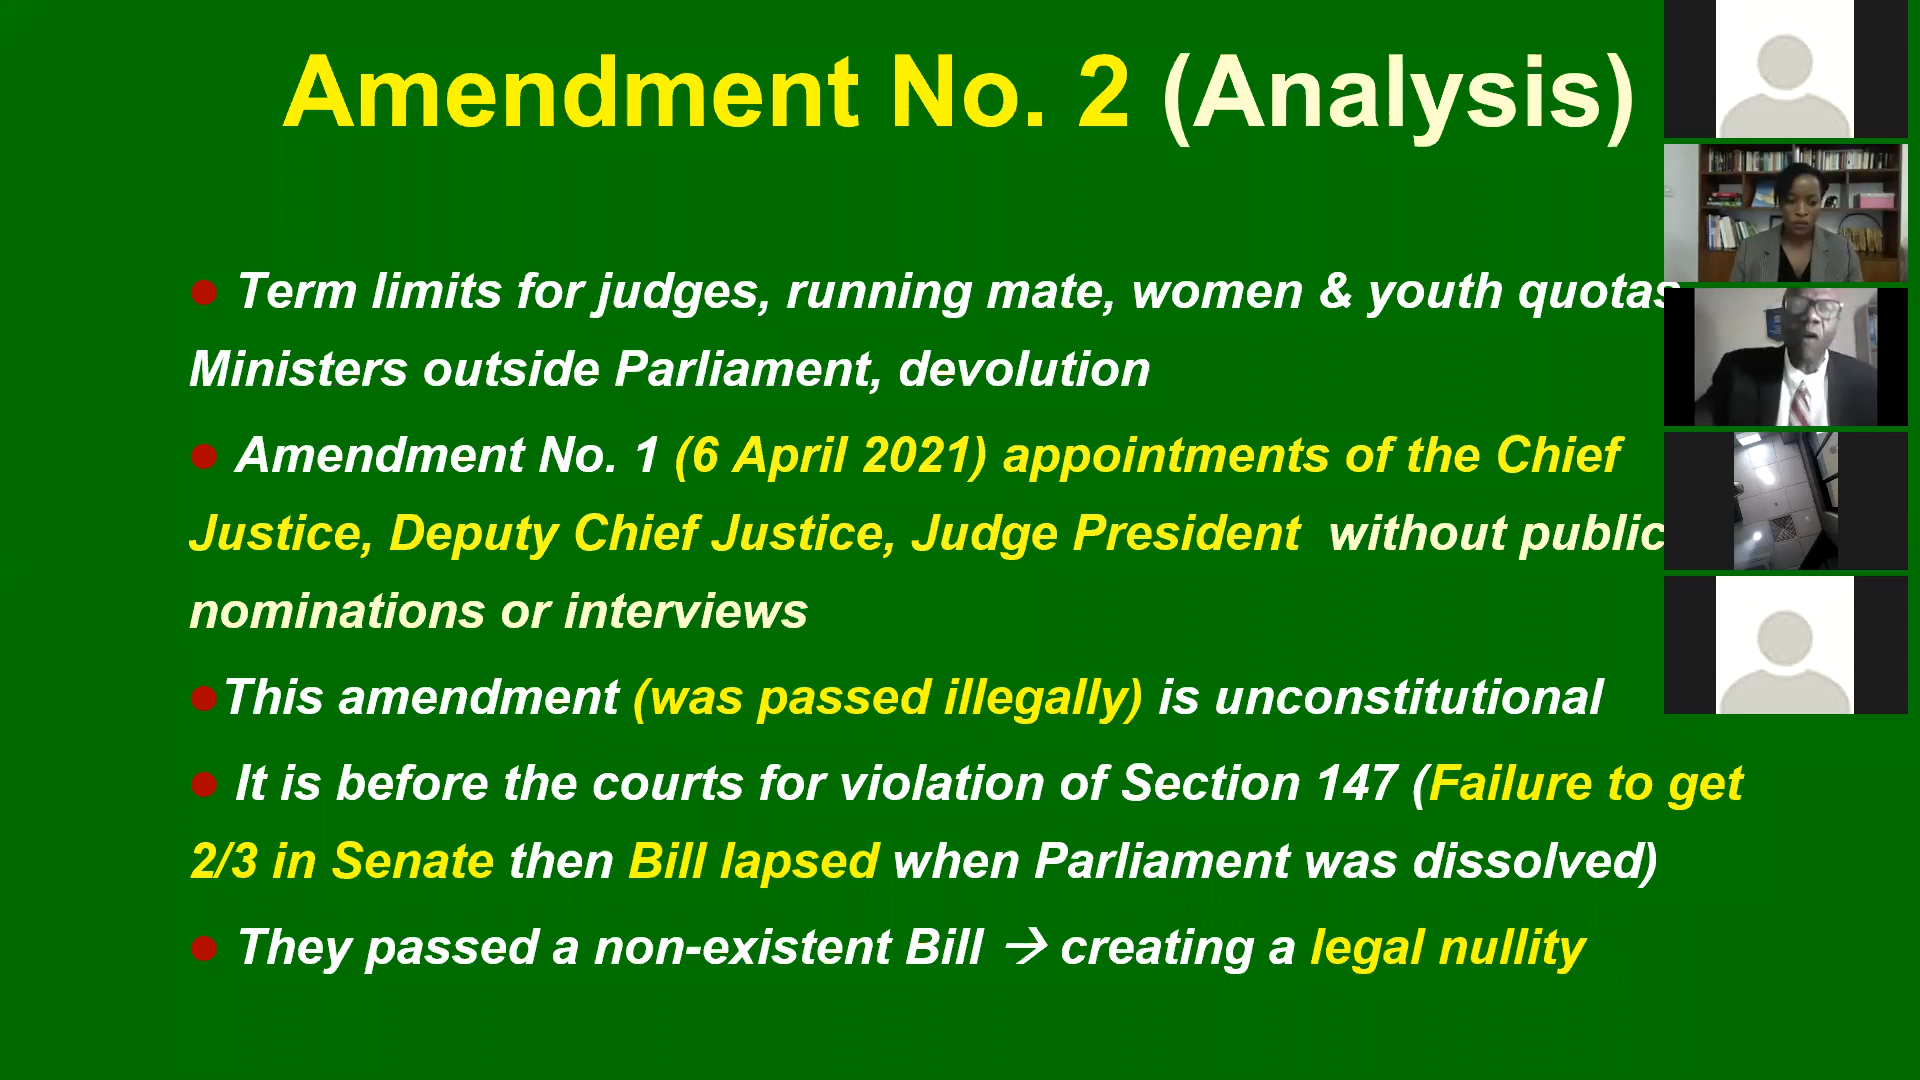 Amendment No. 2 (Analysis)
● Term limits for judges, running mate, women & youth quotas
Ministers outside Parliament, devolution
● Amendment No. 1 (6 April 2021) appointments of the Chief
Justice, Deputy Chief Justice, Judge President without public
nominations or interviews
●This amendment (was passed illegally) is unconstitutional
● It is before the courts for violation of Section 147 (Failure to get
2/3 in Senate then Bill lapsed when Parliament was dissolved)
● They passed a non-existent Bill → creating a legal nullity